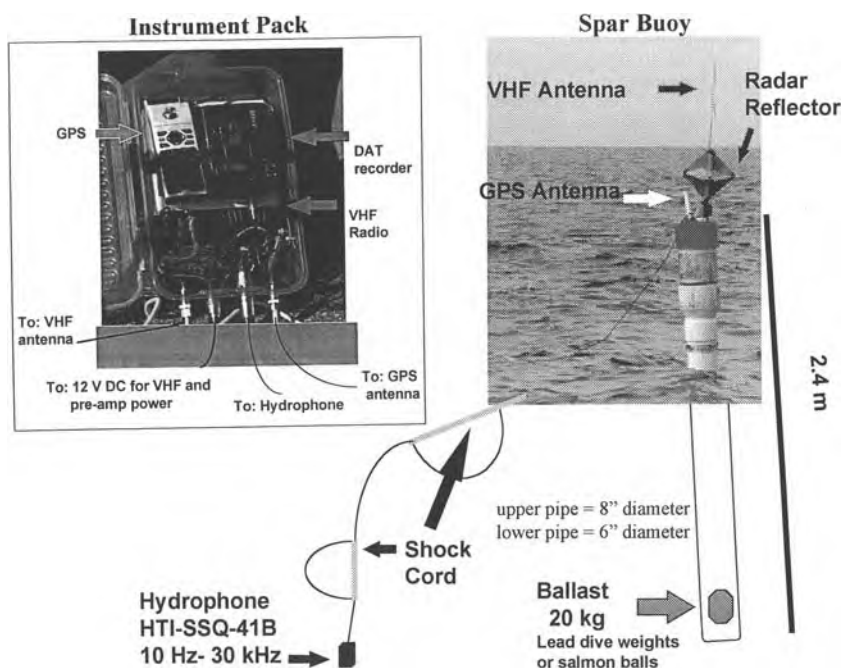 Instrument Pack
GPS
DAT
recorder
VHF
Radio
To: VHF
antenna
To: 12 V DC for VHF and
pre-amp power
To: Hydrophone
To: GPS
antenna
Spar Buoy
VHF Antenna
Radar
Reflector
GPS Antenna
2.4 m
upper pipe = 8" diameter
lower pipe = 6" diameter
Shock
Cord
Hydrophone
HTI-SSQ-41B
10 Hz- 30 kHz
Ballast
20 kg
Lead dive weights
or salmon balls